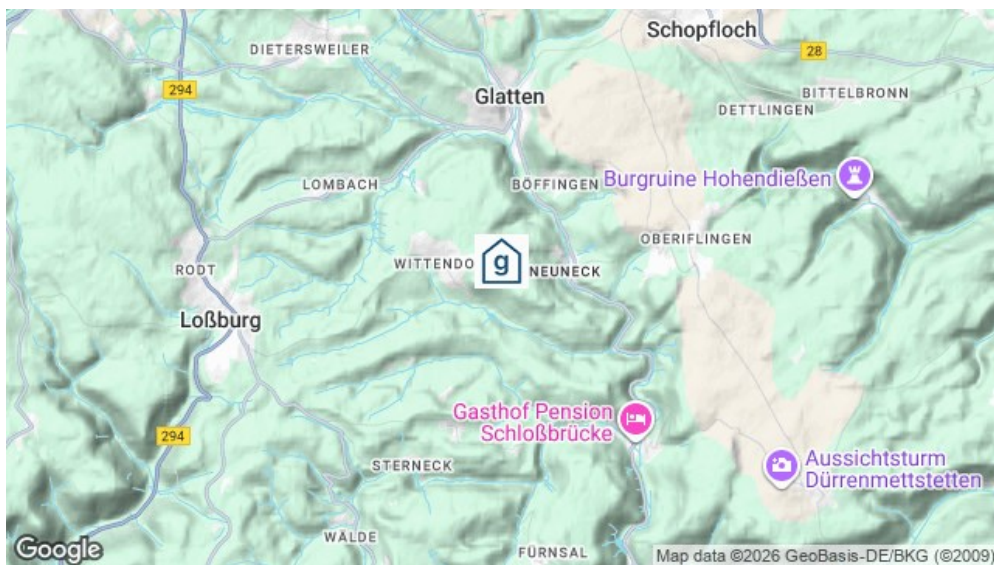 Schopfloch
28
DIETERSWEILER
294
Glatten
BITTELBRONN
DETTLINGEN
LOMBACH
BÖFFINGEN
Burgruine Hohendießen
OBERIFLINGEN
WITTENDO
g
NEUNECK
RODT
Loßburg
Gasthof Pension
Schloßbrücke
294
STERNECK
Aussichtsturm
Dürrenmettstetten
WÄLDE
FÜRNSAL
Google
Map data ©2026 GeoBasis-DE/BKG (©2009)